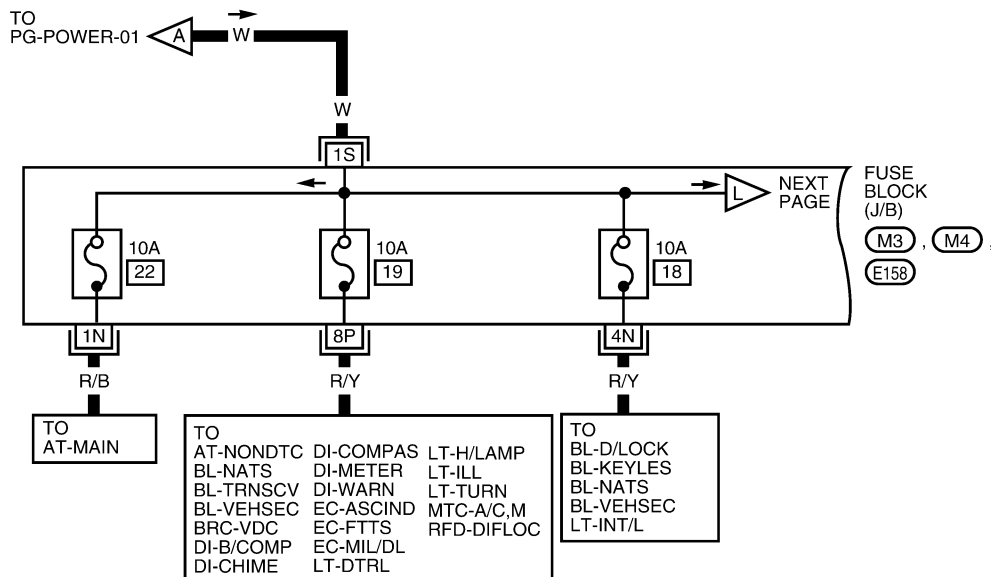 TO
PG-POWER-01
A
W
W
1S
L
NEXT
PAGE
FUSE
BLOCK
(J/B)
M3 , M4 ,
E158
10A
22
10A
19
10A
18
1N
8P
4N
R/B
R/Y
R/Y
TO
AT-MAIN
TO
AT-NONDTC DI-COMPAS LT-H/LAMP
BL-NATS DI-METER LT-ILL
BL-TRNSCV DI-WARN LT-TURN
BL-VEHSEC EC-ASCIND MTC-A/C,M
BRC-VDC EC-FTTS RFD-DIFLOC
DI-B/COMP EC-MIL/DL
DI-CHIME LT-DTRL
TO
BL-D/LOCK
BL-KEYLES
BL-NATS
BL-VEHSEC
LT-INT/L